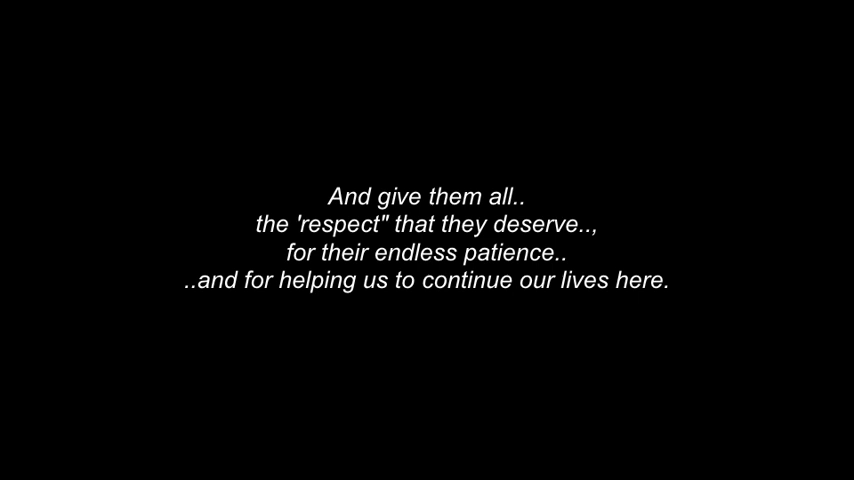 And give them all..
the 'respect" that they deserve..,
for their endless patience..
..and for helping us to continue our lives here.